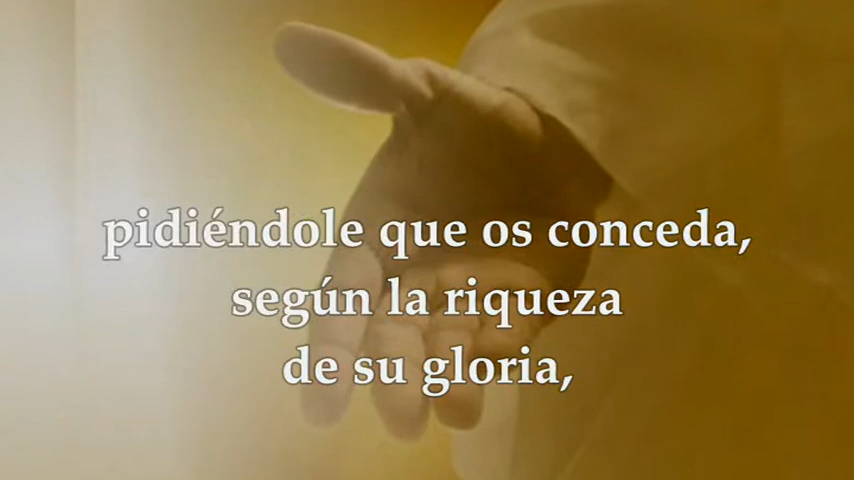 pidiéndole que os conceda,
según la riqueza
de su gloria,